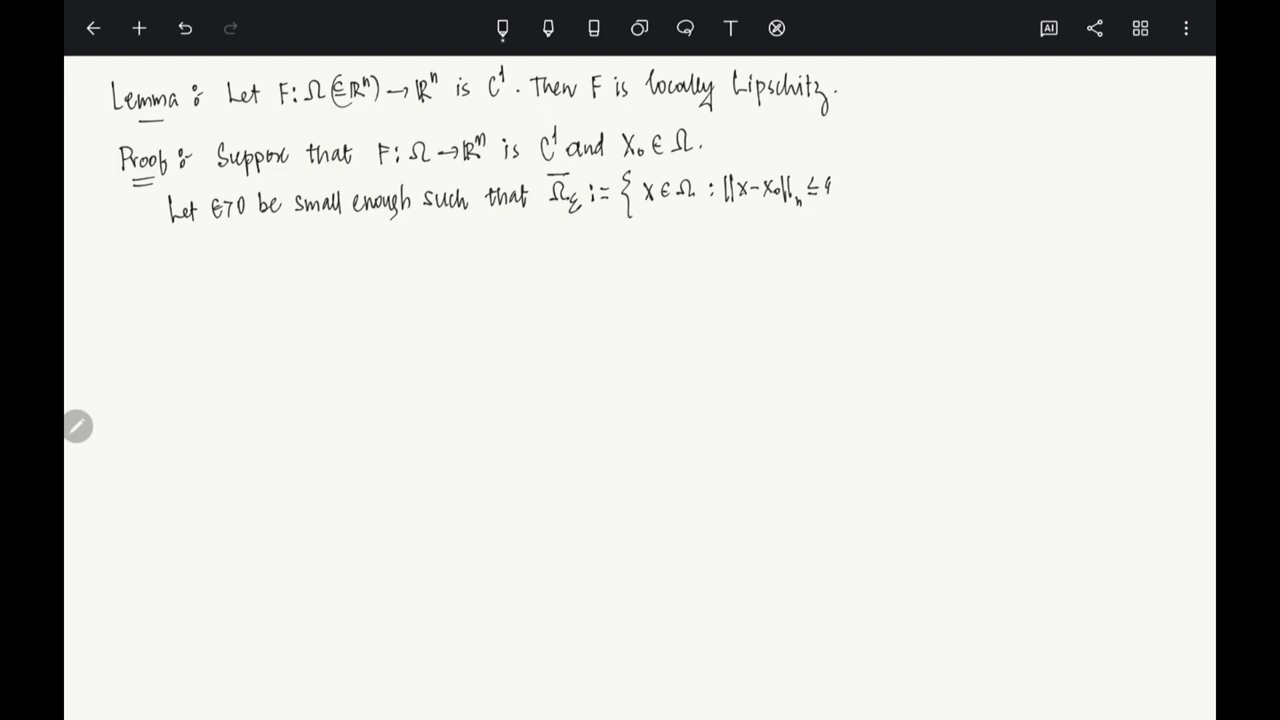 Lemma : Let F: Ω (⊆ ℝⁿ) → ℝⁿ is C¹. Then F is locally Lipschitz.
Proof : Suppose that F: Ω → ℝⁿ is C¹ and X₀ ∈ Ω.
Let ϵ>0 be small enough such that Ω̅_ε := { X ∈ Ω : ||X-X₀||ₙ ≤